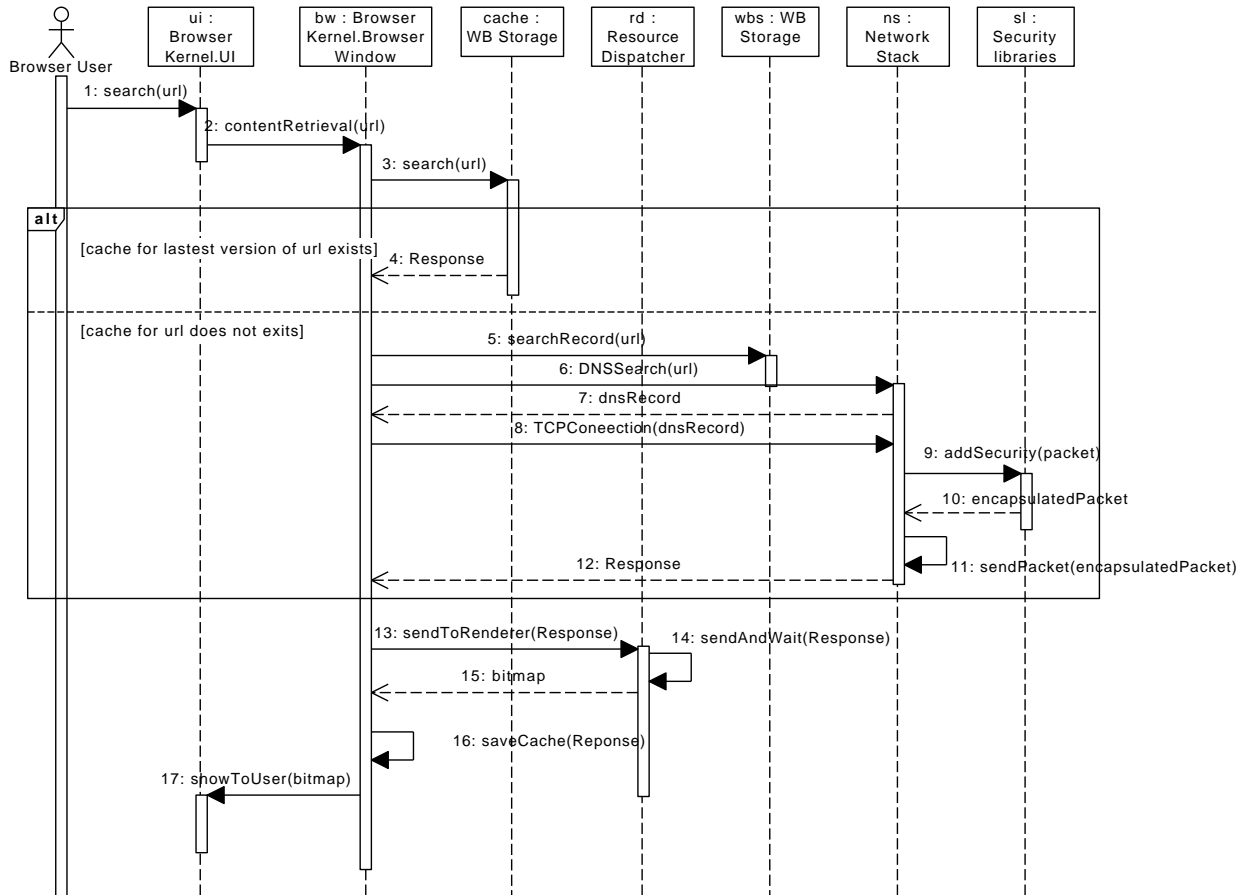 ui :
Browser
Kernel.UI
bw : Browser
Kernel.Browser
Window
cache :
WB Storage
rd :
Resource
Dispatcher
wbs : WB
Storage
ns :
Network
Stack
sl :
Security
libraries
Browser User
1: search(url)
2: contentRetrieval(url)
3: search(url)
alt
[cache for lastest version of url exists]
4: Response
[cache for url does not exits]
5: searchRecord(url)
6: DNSSearch(url)
7: dnsRecord
8: TCPConeection(dnsRecord)
9: addSecurity(packet)
10: encapsulatedPacket
12: Response
11: sendPacket(encapsulatedPacket)
13: sendToRenderer(Response)
14: sendAndWait(Response)
15: bitmap
16: saveCache(Reponse)
17: showToUser(bitmap)